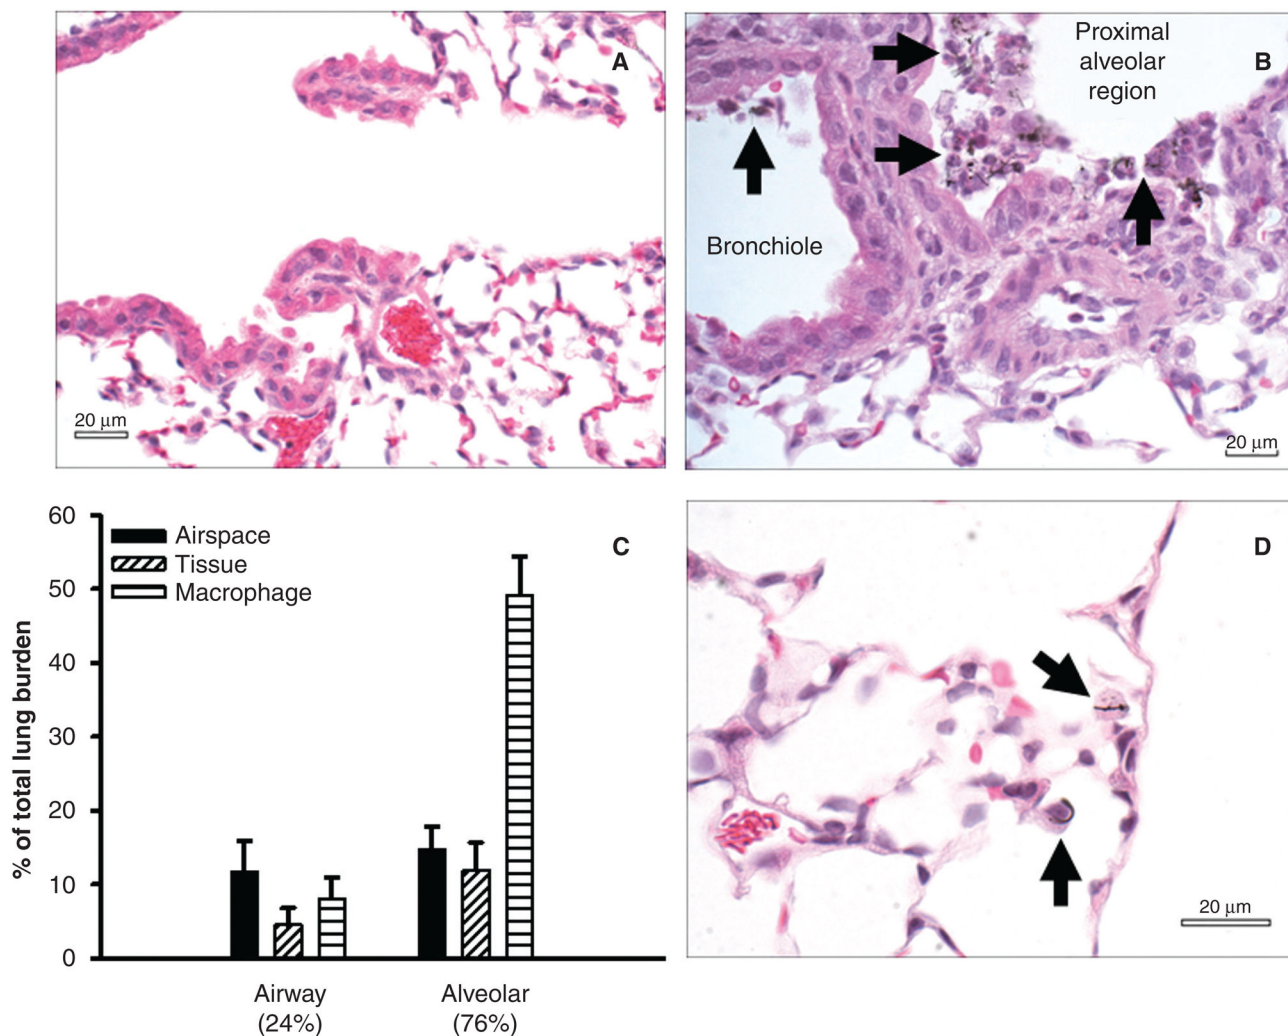 A
20 μm
Proximal
alveolar
region
B
Bronchiole
20 μm
60
50
40
30
20
10
0
% of total lung burden
Airspace
Tissue
Macrophage
C
Airway
(24%)
Alveolar
(76%)
D
20 μm